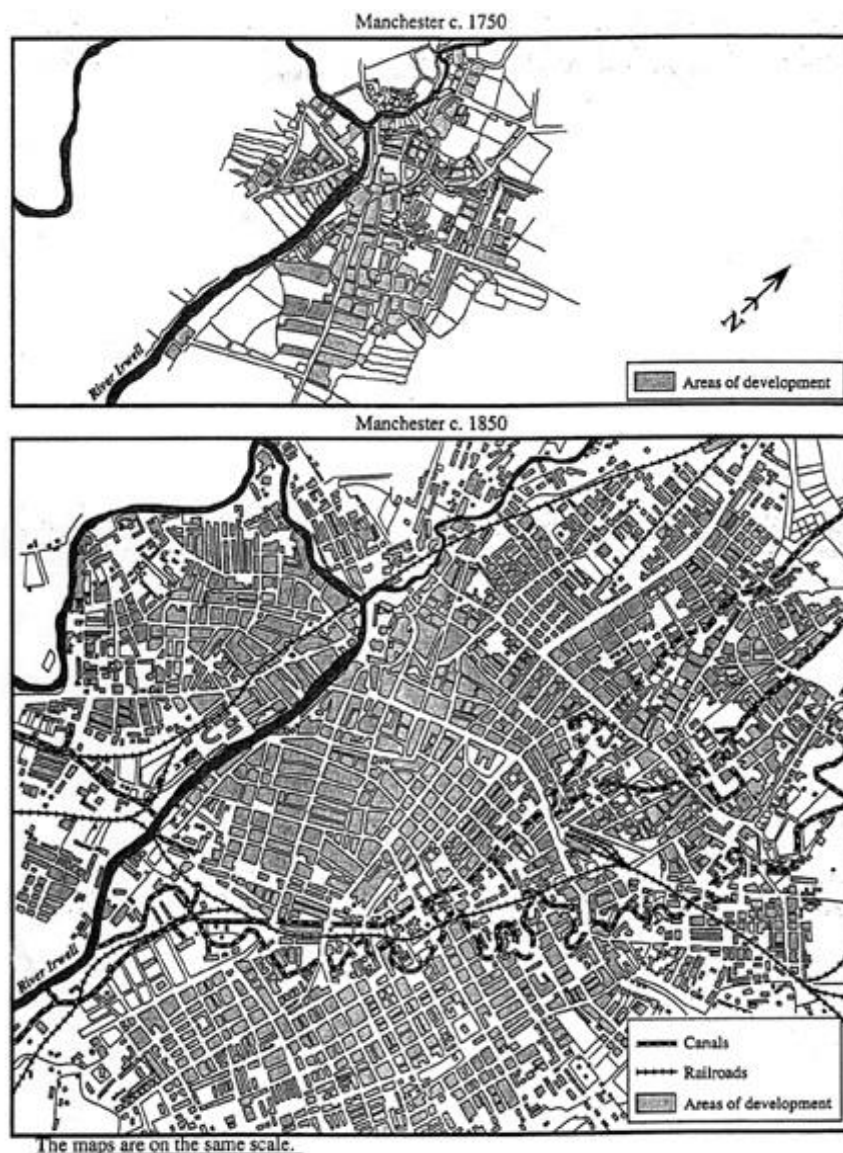 Manchester c. 1750
River Irwell
N
Areas of development
Manchester c. 1850
River Irwell
Canals
Railroads
Areas of development
The maps are on the same scale.